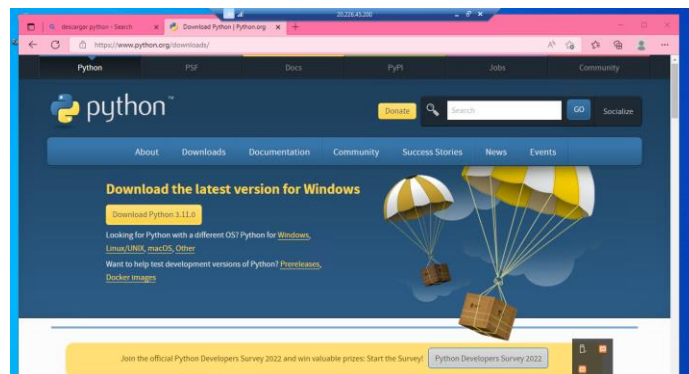 20.226.45.200
descargar python - Search
Download Python | Python.org
https://www.python.org/downloads/
Python
PSF
Docs
PyPI
Jobs
Community
python™
Donate
Search
GO
Socialize
About
Downloads
Documentation
Community
Success Stories
News
Events
Download the latest version for Windows
Download Python 3.11.0
Looking for Python with a different OS? Python for Windows,
Linux/UNIX, macOS, Other
Want to help test development versions of Python? Prereleases,
Docker images
Join the official Python Developers Survey 2022 and win valuable prizes: Start the Survey!
Python Developers Survey 2022